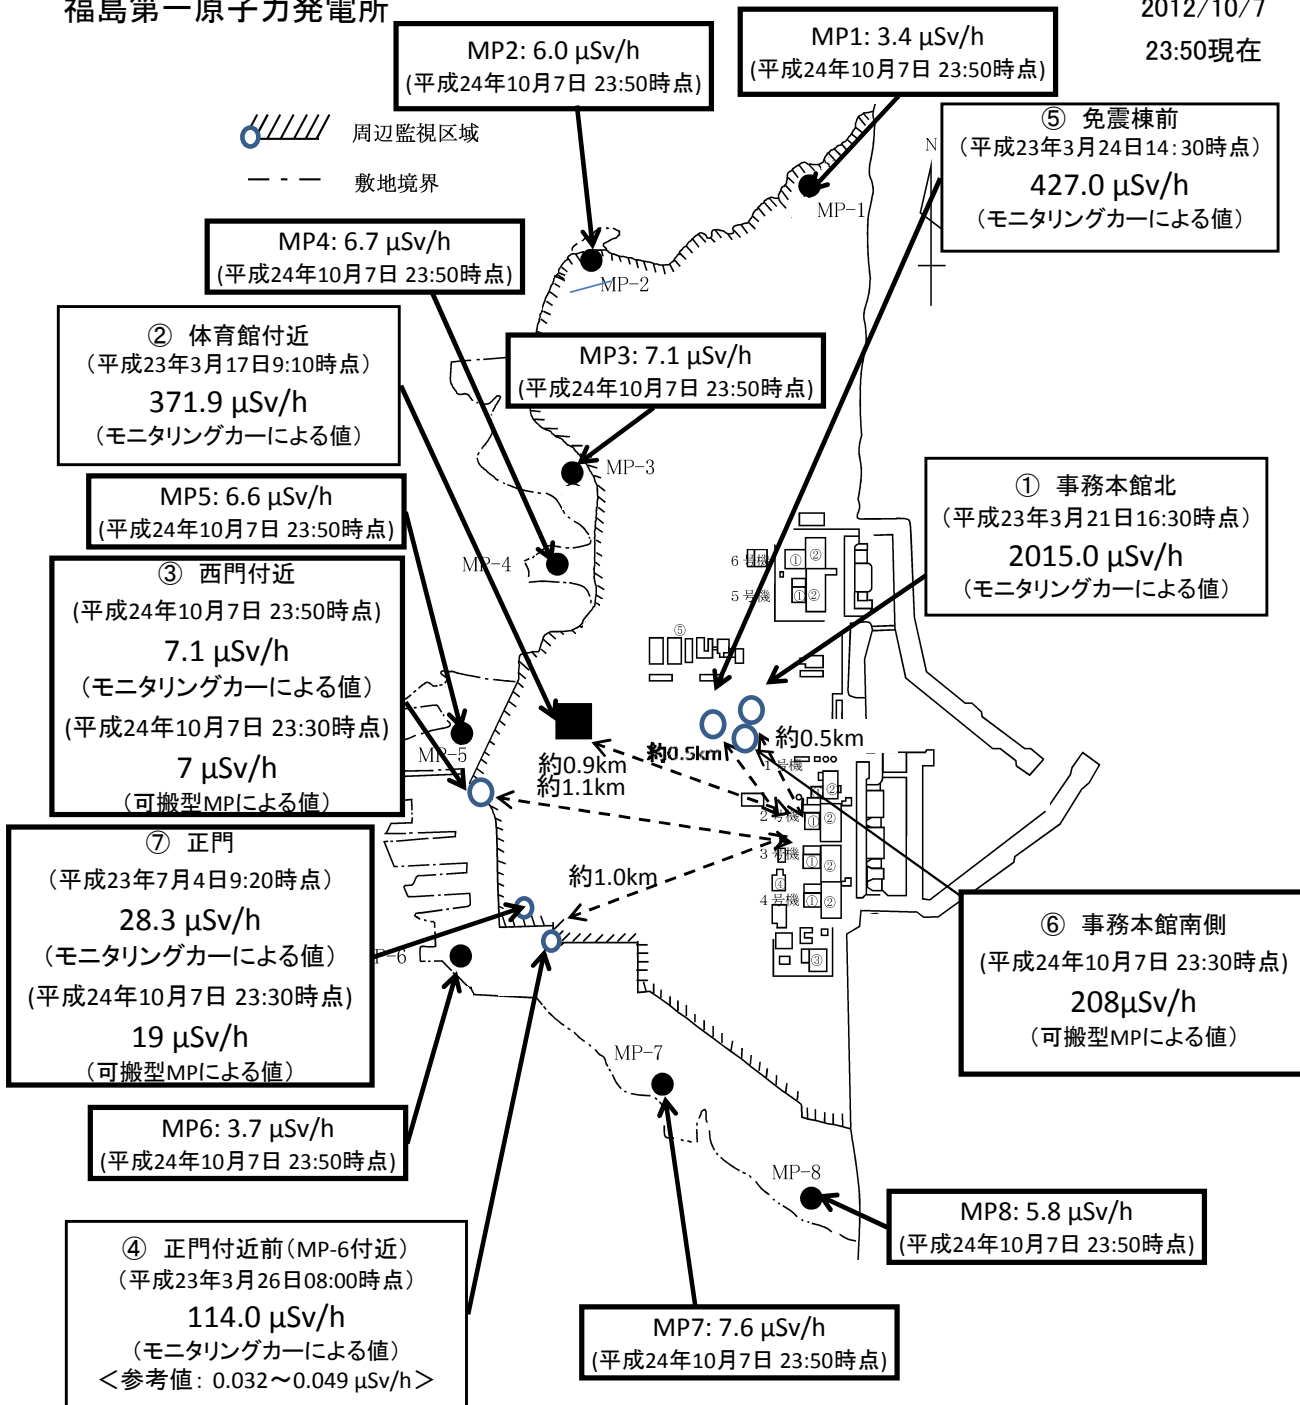 福島第一原子力発電所
2012/10/7
23:50現在
MP2: 6.0 μSv/h
(平成24年10月7日 23:50時点)
MP1: 3.4 μSv/h
(平成24年10月7日 23:50時点)
周辺監視区域
敷地境界
⑤ 免震棟前
(平成23年3月24日14:30時点)
427.0 μSv/h
(モニタリングカーによる値)
N
MP-1
MP4: 6.7 μSv/h
(平成24年10月7日 23:50時点)
MP-2
② 体育館付近
(平成23年3月17日9:10時点)
371.9 μSv/h
(モニタリングカーによる値)
MP3: 7.1 μSv/h
(平成24年10月7日 23:50時点)
MP-3
MP5: 6.6 μSv/h
(平成24年10月7日 23:50時点)
① 事務本館北
(平成23年3月21日16:30時点)
2015.0 μSv/h
(モニタリングカーによる値)
MP-4
6号機
① ②
5号機
① ②
③ 西門付近
(平成24年10月7日 23:50時点)
7.1 μSv/h
(モニタリングカーによる値)
(平成24年10月7日 23:30時点)
7 μSv/h
(可搬型MPによる値)
⑤
MP-5
約0.9km
約1.1km
約0.5km
約0.5km
1号機
②
2号機
① ②
3号機
① ②
④
4号機
① ②
③
約1.0km
⑦ 正門
(平成23年7月4日9:20時点)
28.3 μSv/h
(モニタリングカーによる値)
(平成24年10月7日 23:30時点)
19 μSv/h
(可搬型MPによる値)
P-6
⑥ 事務本館南側
(平成24年10月7日 23:30時点)
208μSv/h
(可搬型MPによる値)
MP-7
MP6: 3.7 μSv/h
(平成24年10月7日 23:50時点)
MP-8
MP8: 5.8 μSv/h
(平成24年10月7日 23:50時点)
④ 正門付近前(MP-6付近)
(平成23年3月26日08:00時点)
114.0 μSv/h
(モニタリングカーによる値)
＜参考値: 0.032～0.049 μSv/h＞
MP7: 7.6 μSv/h
(平成24年10月7日 23:50時点)